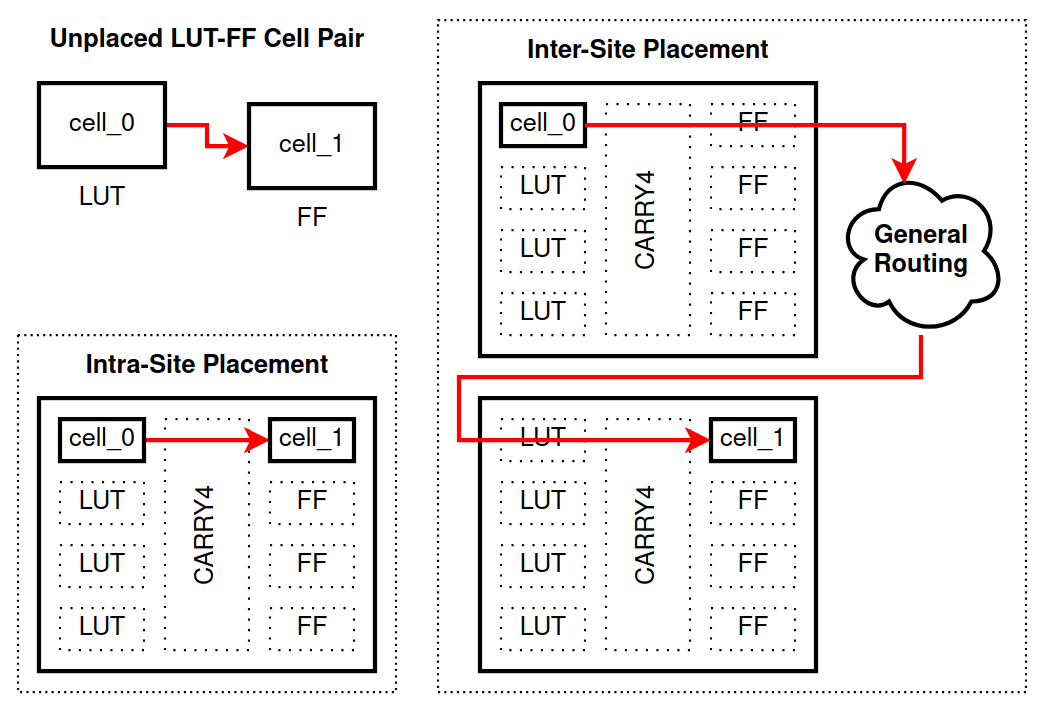 Unplaced LUT-FF Cell Pair
cell_0
LUT
cell_1
FF
Intra-Site Placement
cell_0
cell_1
LUT
LUT
LUT
CARRY4
FF
FF
FF
Inter-Site Placement
cell_0
LUT
LUT
LUT
CARRY4
FF
FF
FF
FF
General
Routing
LUT
LUT
LUT
LUT
CARRY4
cell_1
FF
FF
FF